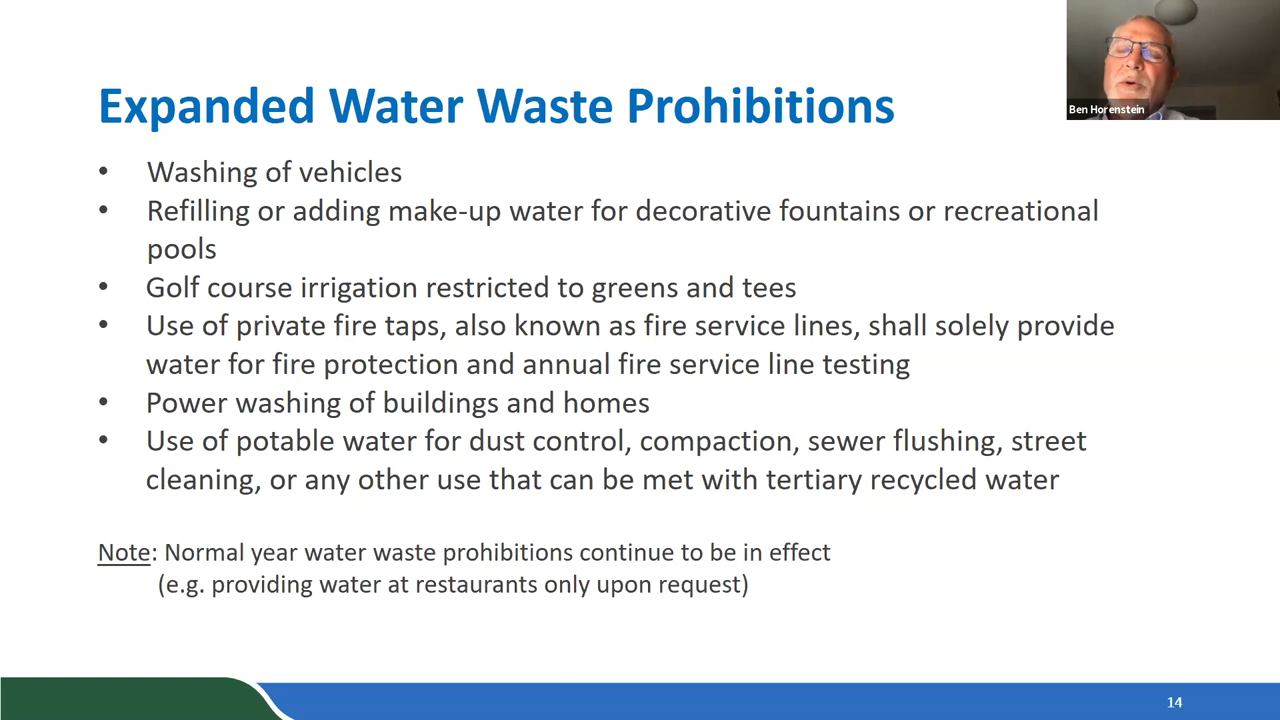 Expanded Water Waste Prohibitions
Ben Horenstein
• Washing of vehicles
• Refilling or adding make-up water for decorative fountains or recreational
pools
• Golf course irrigation restricted to greens and tees
• Use of private fire taps, also known as fire service lines, shall solely provide
water for fire protection and annual fire service line testing
• Power washing of buildings and homes
• Use of potable water for dust control, compaction, sewer flushing, street
cleaning, or any other use that can be met with tertiary recycled water
Note: Normal year water waste prohibitions continue to be in effect
(e.g. providing water at restaurants only upon request)
14